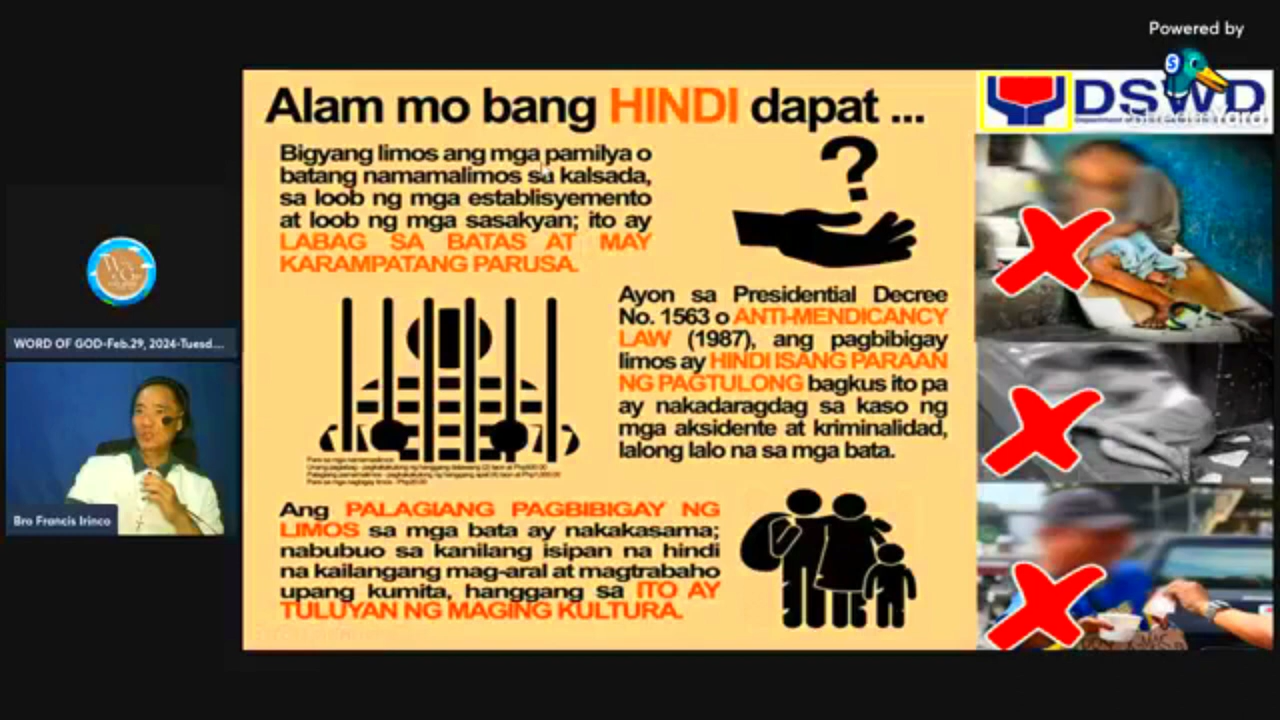 Powered by
Alam mo bang HINDI dapat ...
DSWD
Bigyang limos ang mga pamilya o
batang namamalimos sa kalsada,
sa loob ng mga establisyemento
at loob ng mga sasakyan; ito ay
LABAG SA BATAS AT MAY
KARAMPATANG PARUSA.
Ayon sa Presidential Decree
No. 1563 o ANTI-MENDICANCY
LAW (1987), ang pagbibigay
limos ay HINDI ISANG PARAAN
NG PAGTULONG bagkus ito pa
ay nakadaragdag sa kaso ng
mga aksidente at kriminalidad,
lalong lalo na sa mga bata.
Ang PALAGIANG PAGBIBIGAY NG
LIMOS sa mga bata ay nakakasama;
nabubuo sa kanilang isipan na hindi
na kailangang mag-aral at magtrabaho
upang kumita, hanggang sa ITO AY
TULUYAN NG MAGING KULTURA.
WORD OF GOD-Feb.29, 2024-Tuesd...
Bro Francis Irinco